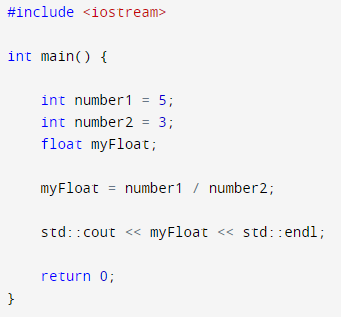 #include <iostream>
int main() {
int number1 = 5;
int number2 = 3;
float myFloat;
myFloat = number1 / number2;
std::cout << myFloat << std::endl;
return 0;
}